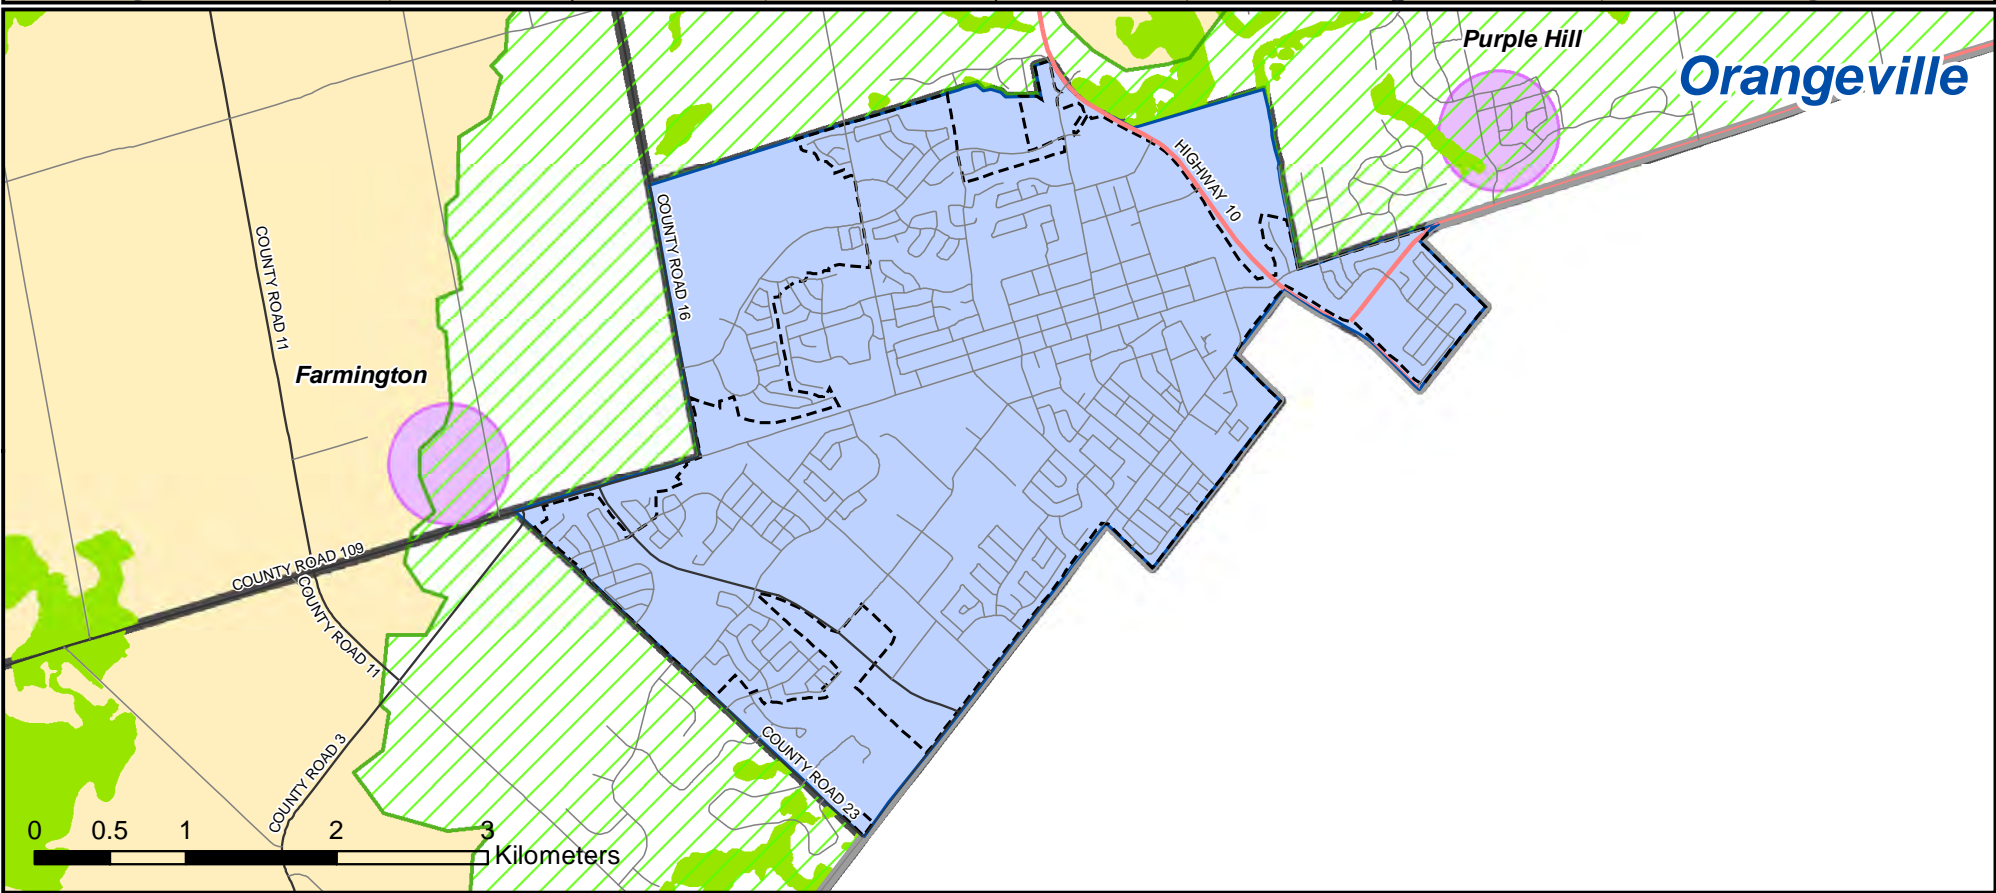 Purple Hill
Orangeville
HIGHWAY 10
COUNTY ROAD 11
COUNTY ROAD 16
Farmington
COUNTY ROAD 109
COUNTY ROAD 11
COUNTY ROAD 3
COUNTY ROAD 23
0 0.5 1 2 3
Kilometers